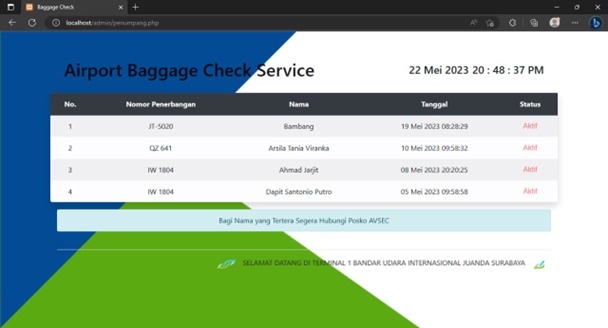 Baggage Check
localhost/admin/penumpang.php
Airport Baggage Check Service
22 Mei 2023 20 : 48 : 37 PM
No. Nomor Penerbangan Nama Tanggal Status
1 JT-5020 Bambang 19 Mei 2023 08:28:29 Aktif
2 QZ 641 Arsila Tania Viranka 10 Mei 2023 09:58:32 Aktif
3 IW 1804 Ahmad Jarjit 08 Mei 2023 20:20:25 Aktif
4 IW 1804 Dapit Santonio Putro 05 Mei 2023 09:58:58 Aktif
Bagi Nama yang Tertera Segera Hubungi Posko AVSEC
SELAMAT DATANG DI TERMINAL 1 BANDAR UDARA INTERNASIONAL JUANDA SURABAYA